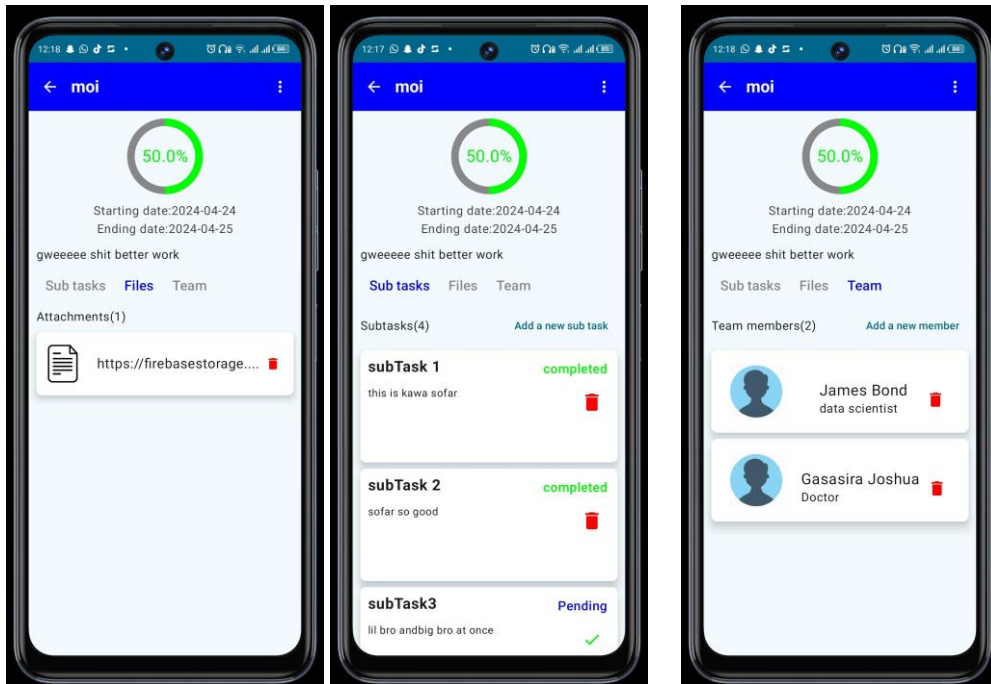 12:18
84
moi
50.0%
Starting date:2024-04-24
Ending date:2024-04-25
gweeeee shit better work
Sub tasks Files Team
Attachments(1)
https://firebasestorage....
12:17
85
moi
50.0%
Starting date:2024-04-24
Ending date:2024-04-25
gweeeee shit better work
Sub tasks Files Team
Subtasks(4) Add a new sub task
subTask 1 completed
this is kawa sofar
subTask 2 completed
sofar so good
subTask3 Pending
lil bro andbig bro at once
12:18
84
moi
50.0%
Starting date:2024-04-24
Ending date:2024-04-25
gweeeee shit better work
Sub tasks Files Team
Team members(2) Add a new member
James Bond
data scientist
Gasasira Joshua
Doctor